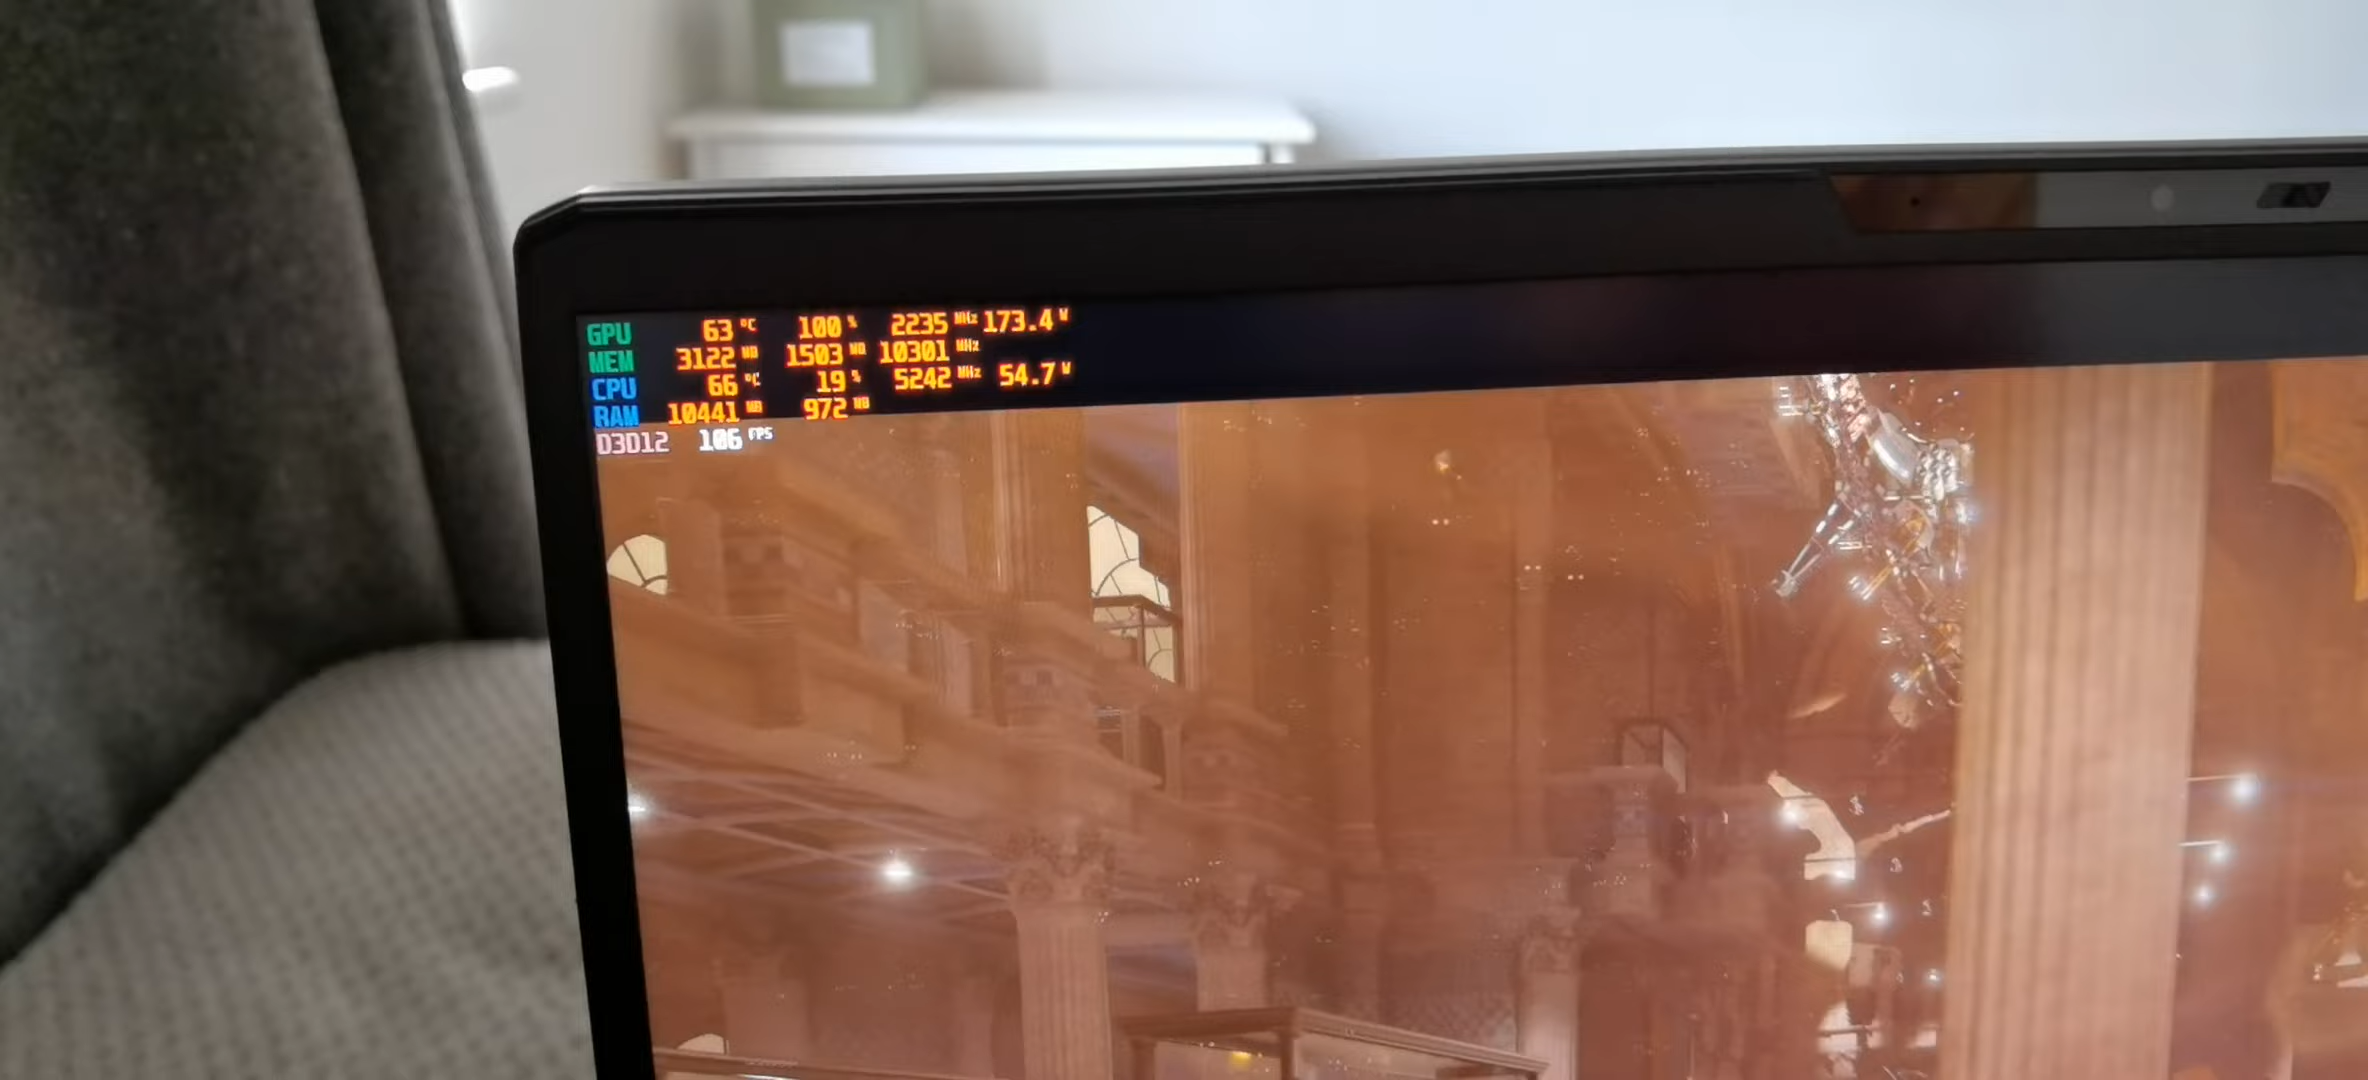 GPU 63 °C 100 % 2235 MHz 173.4 W
MEM 3122 MB 1503 MB 10301 MHz
CPU 66 °C 19 % 5242 MHz 54.7 W
RAM 10441 MB 972 MB
D3D12 106 FPS